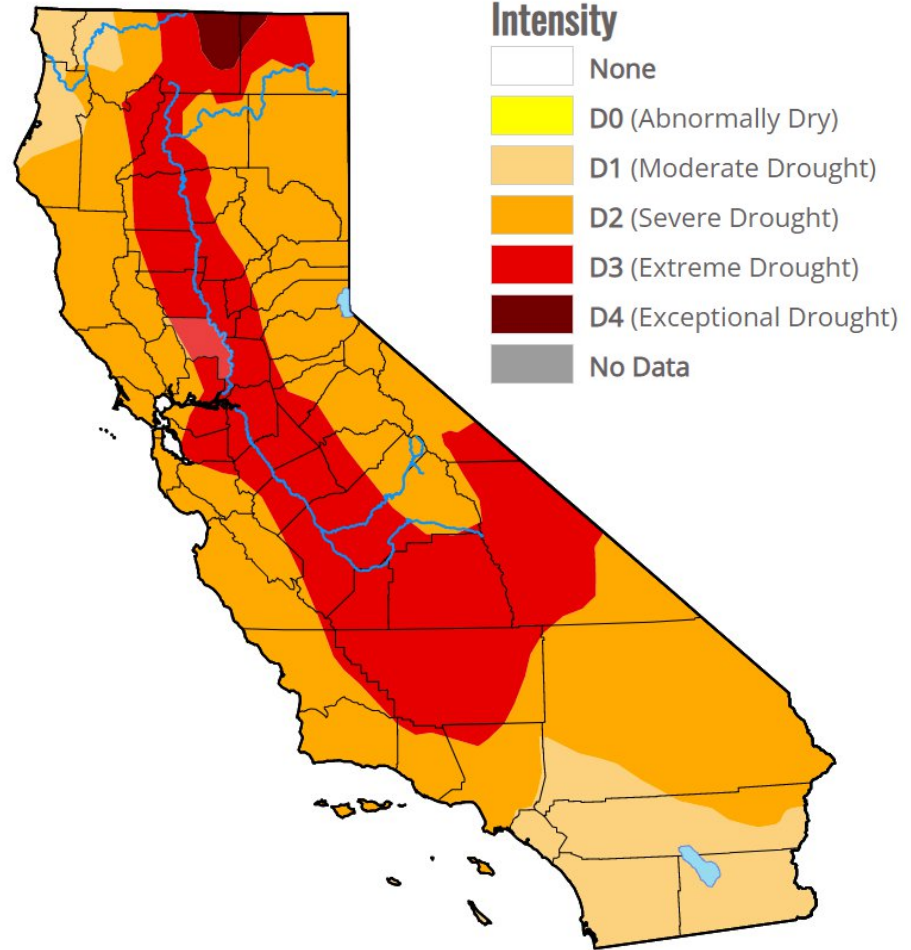 Intensity
None
D0 (Abnormally Dry)
D1 (Moderate Drought)
D2 (Severe Drought)
D3 (Extreme Drought)
D4 (Exceptional Drought)
No Data